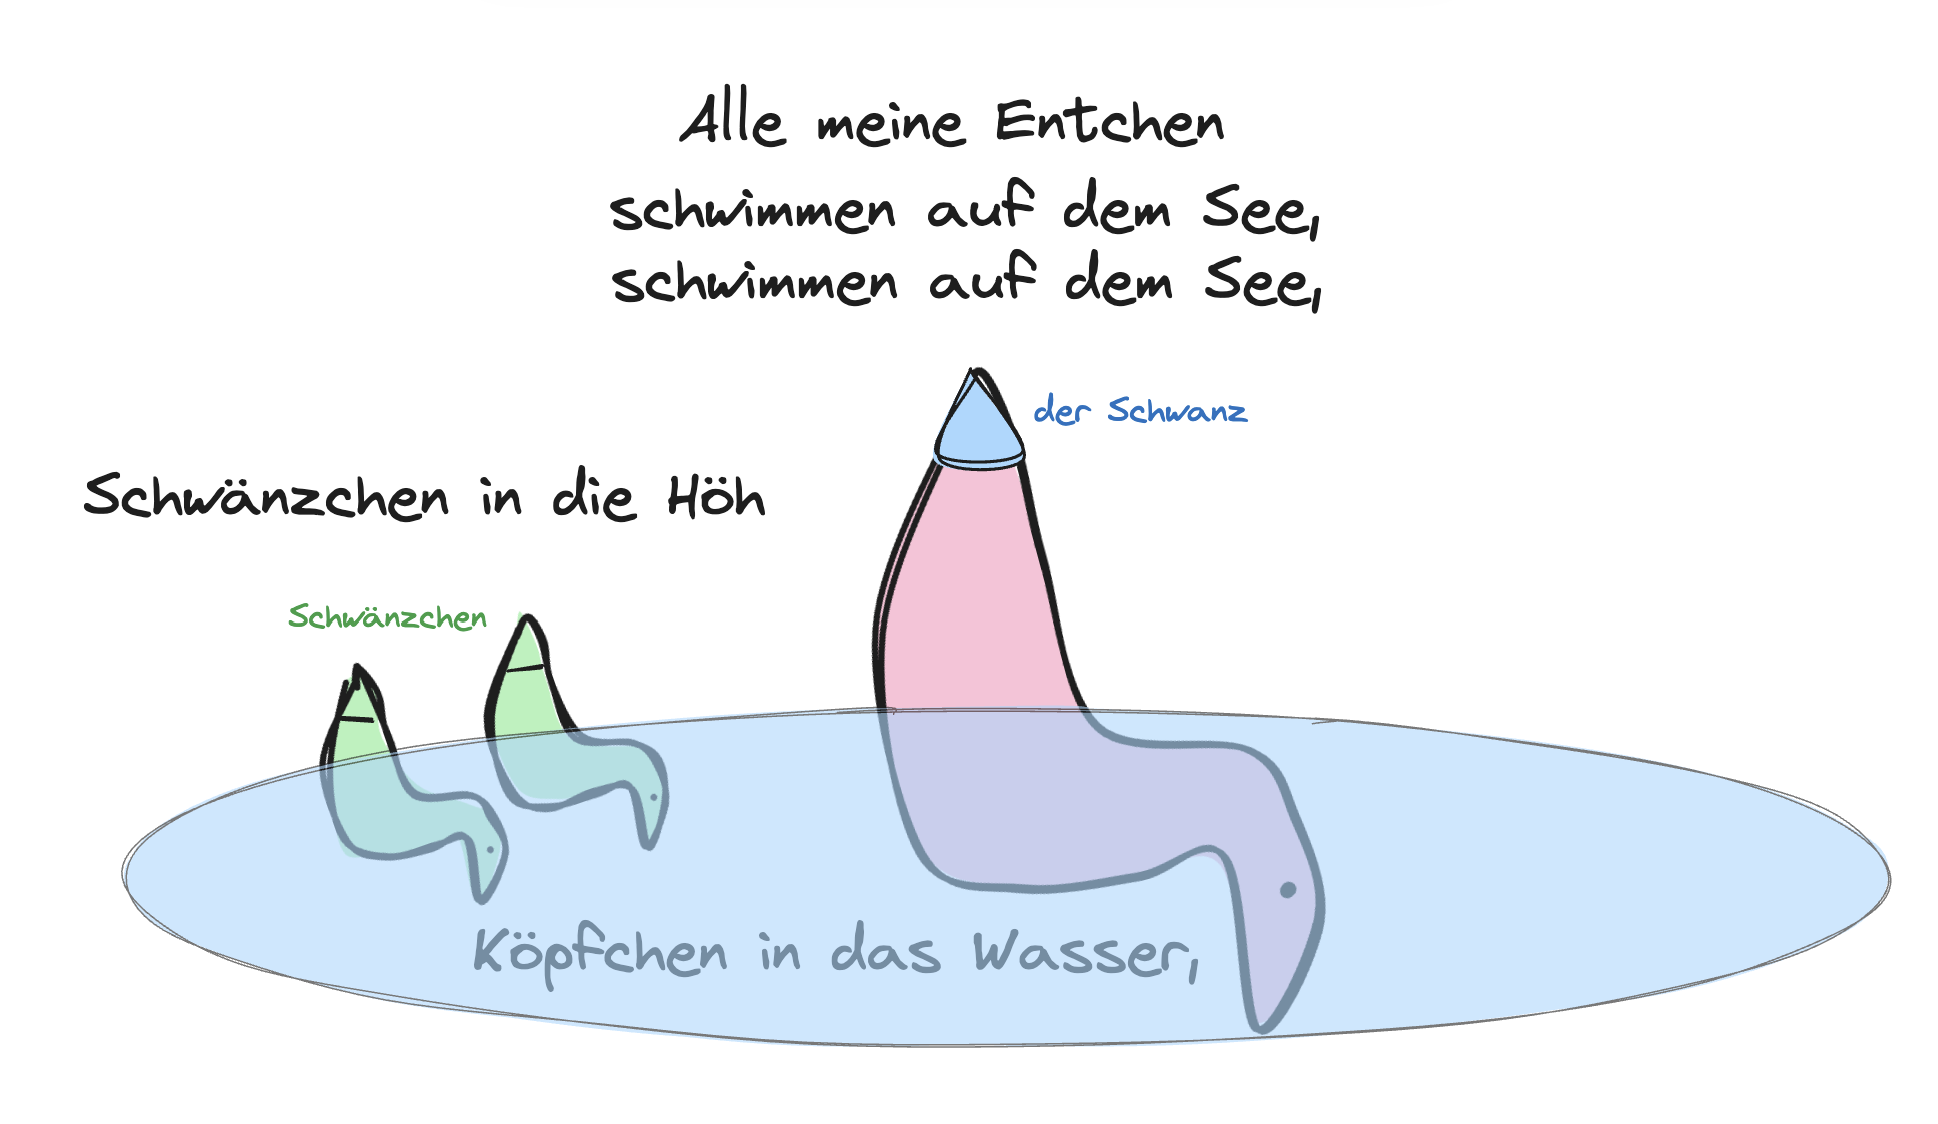 Alle meine Entchen
schwimmen auf dem See,
schwimmen auf dem See,
der Schwanz
Schwänzchen in die Höh
Schwänzchen
Köpfchen in das Wasser,